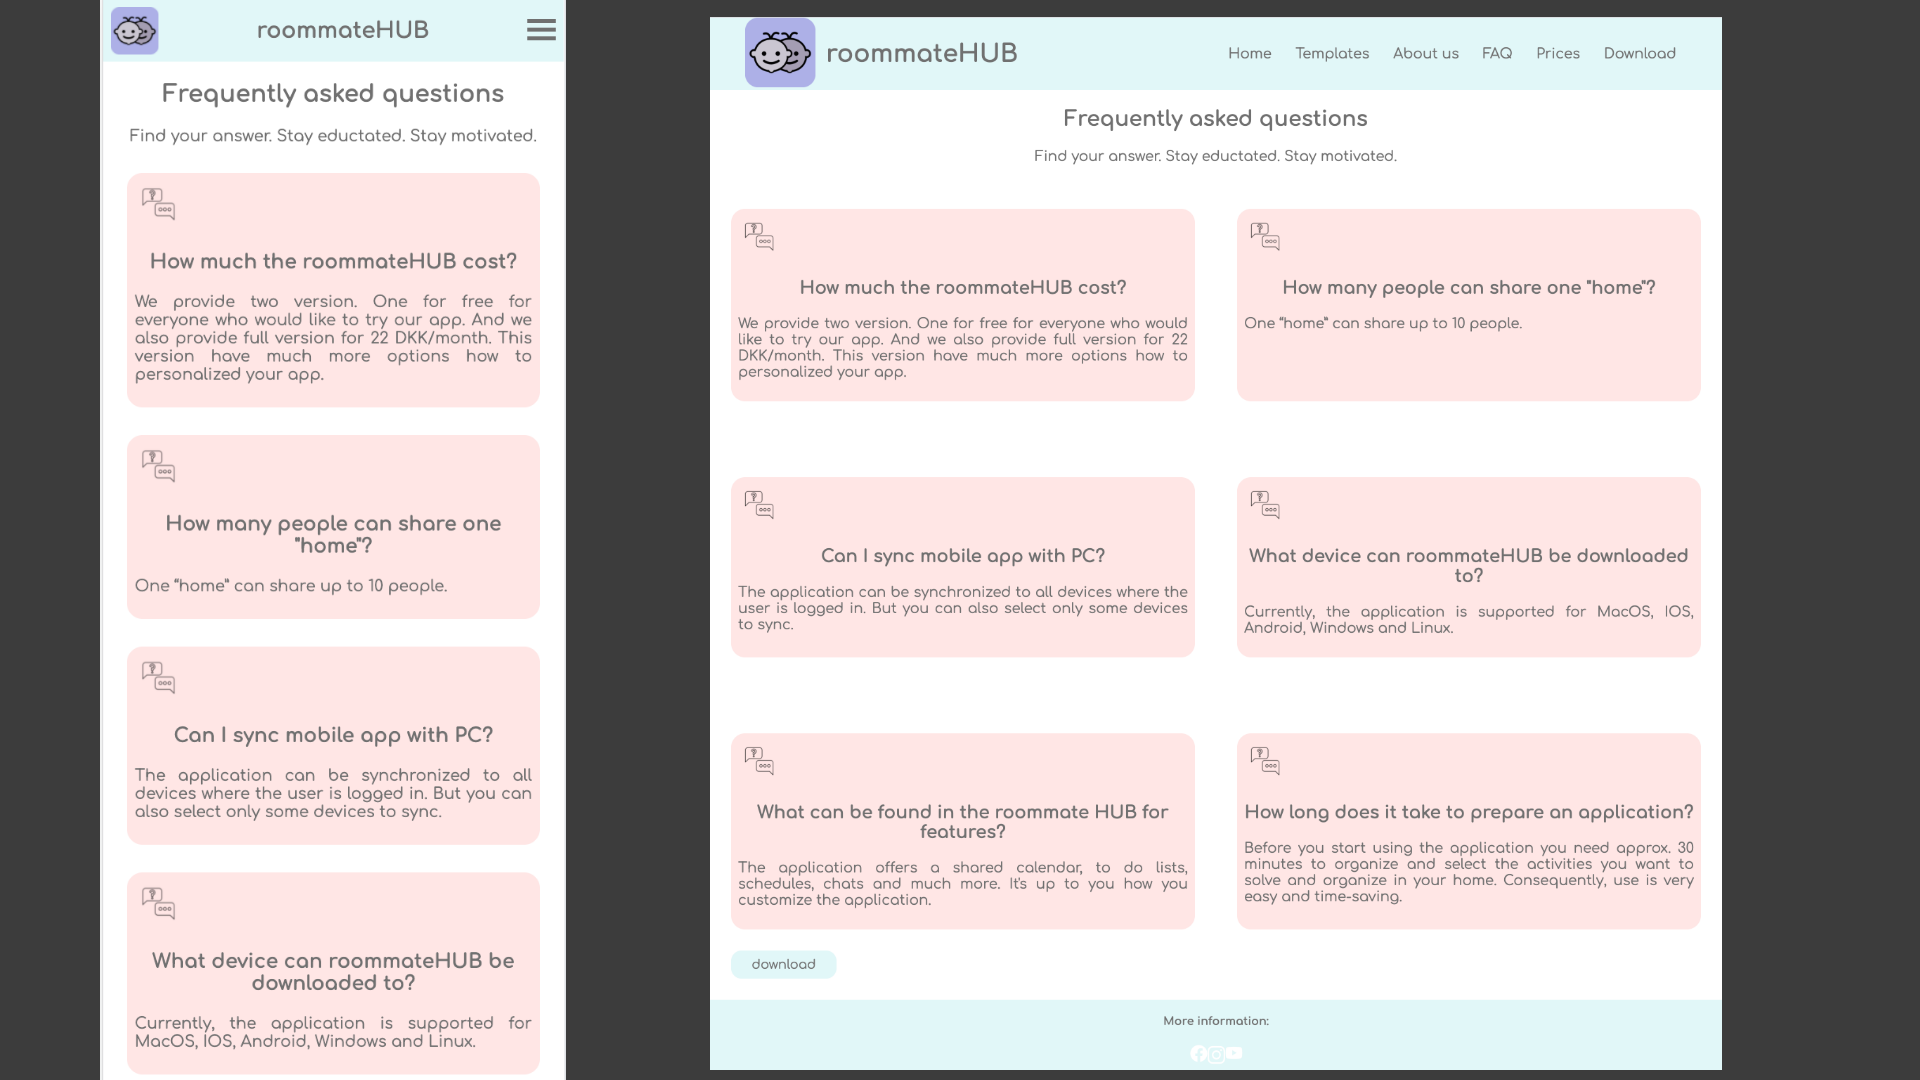 roommateHUB
Frequently asked questions
Find your answer. Stay eductated. Stay motivated.
How much the roommateHUB cost?
We provide two version. One for free for
everyone who would like to try our app. And we
also provide full version for 22 DKK/month. This
version have much more options how to
personalized your app.
How many people can share one
"home"?
One “home” can share up to 10 people.
Can I sync mobile app with PC?
The application can be synchronized to all
devices where the user is logged in. But you can
also select only some devices to sync.
What device can roommateHUB be
downloaded to?
Currently, the application is supported for
MacOS, IOS, Android, Windows and Linux.
roommateHUB
Home Templates About us FAQ Prices Download
Frequently asked questions
Find your answer. Stay eductated. Stay motivated.
How much the roommateHUB cost?
We provide two version. One for free for everyone who would
like to try our app. And we also provide full version for 22
DKK/month. This version have much more options how to
personalized your app.
How many people can share one "home"?
One “home” can share up to 10 people.
Can I sync mobile app with PC?
The application can be synchronized to all devices where the
user is logged in. But you can also select only some devices
to sync.
What device can roommateHUB be downloaded
to?
Currently, the application is supported for MacOS, IOS,
Android, Windows and Linux.
What can be found in the roommate HUB for
features?
The application offers a shared calendar, to do lists,
schedules, chats and much more. It's up to you how you
customize the application.
How long does it take to prepare an application?
Before you start using the application you need approx. 30
minutes to organize and select the activities you want to
solve and organize in your home. Consequently, use is very
easy and time-saving.
download
More information: